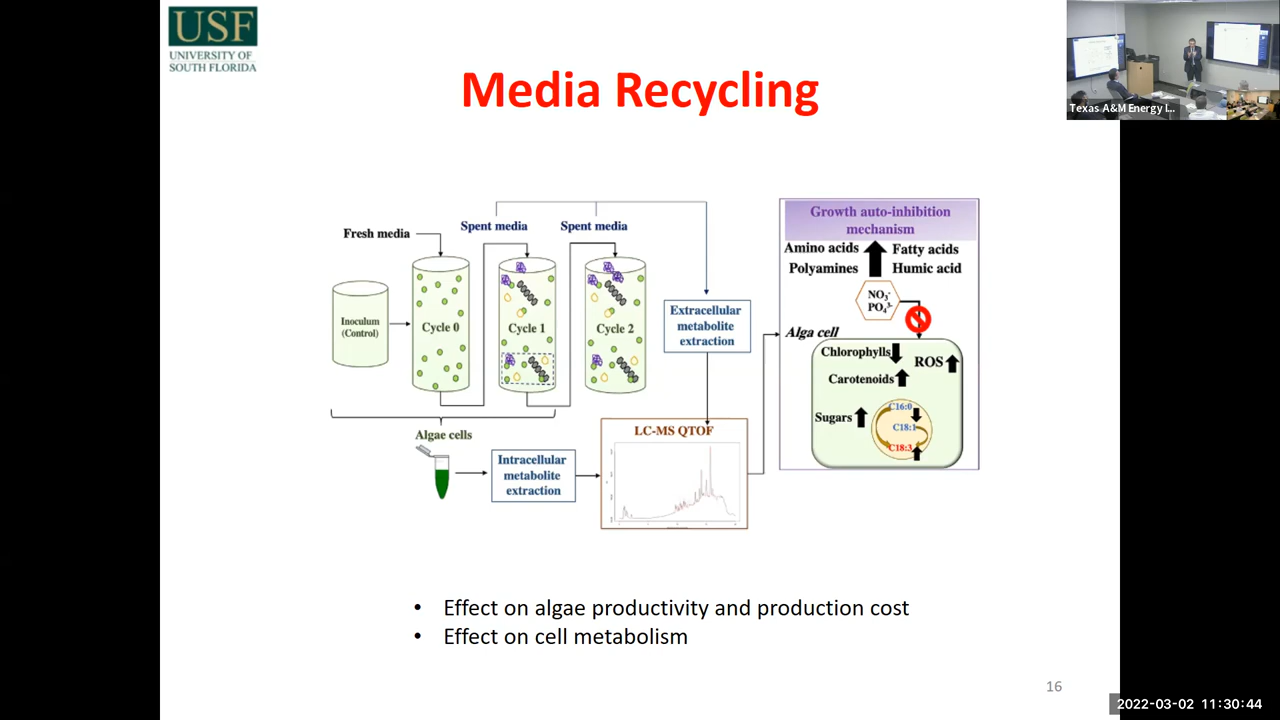 USF
UNIVERSITY OF
SOUTH FLORIDA
Media Recycling
Texas A&M Energy I...
Fresh media
Spent media
Spent media
Inoculum
(Control)
Cycle 0
Cycle 1
Cycle 2
Extracellular
metabolite
extraction
Algae cells
Intracellular
metabolite
extraction
LC-MS QTOF
Growth auto-inhibition
mechanism
Amino acids
Fatty acids
Polyamines
Humic acid
NO₃⁻
PO₄³⁻
Alga cell
Chlorophylls
ROS
Carotenoids
Sugars
C16:0
C18:1
C18:3
• Effect on algae productivity and production cost
• Effect on cell metabolism
16
2022-03-02 11:30:44